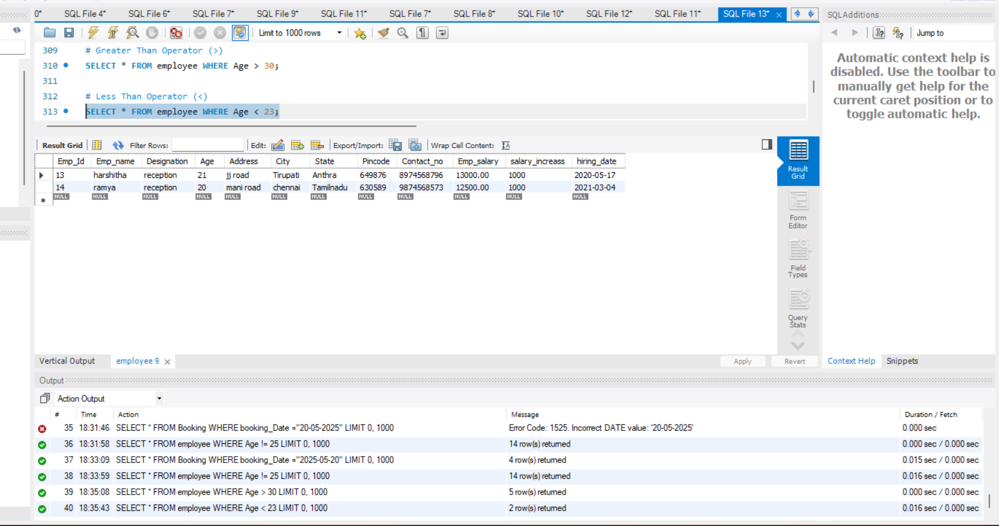 0* SQL File 4* SQL File 6* SQL File 7* SQL File 9* SQL File 11* SQL File 7* SQL File 8* SQL File 10* SQL File 12* SQL File 11* SQL File 13* SQLAdditions
Limit to 1000 rows Jump to
309 # Greater Than Operator (>)
310 SELECT * FROM employee WHERE Age > 30;
311
312 # Less Than Operator (<)
313 SELECT * FROM employee WHERE Age < 23;
Automatic context help is
disabled. Use the toolbar to
manually get help for the
current caret position or to
toggle automatic help.
Result Grid Filter Rows: Edit: Export/Import: Wrap Cell Content:
Emp_Id Emp_name Designation Age Address City State Pincode Contact_no Emp_salary salary_increass hiring_date
13 harshitha reception 21 jj road Tirupati Anthra 649876 8974568796 13000.00 1000 2020-05-17
14 ramya reception 20 mani road chennai Tamilnadu 630589 9874568573 12500.00 1000 2021-03-04
NULL NULL NULL NULL NULL NULL NULL NULL NULL NULL NULL NULL
Result
Grid
Form
Editor
Field
Types
Query
Stats
Vertical Output employee 9 Apply Revert Context Help Snippets
Output
Action Output
# Time Action Message Duration / Fetch
35 18:31:46 SELECT * FROM Booking WHERE booking_Date ="20-05-2025" LIMIT 0, 1000 Error Code: 1525. Incorrect DATE value: '20-05-2025' 0.000 sec
36 18:31:58 SELECT * FROM employee WHERE Age != 25 LIMIT 0, 1000 14 row(s) returned 0.000 sec / 0.000 sec
37 18:33:09 SELECT * FROM Booking WHERE booking_Date ="2025-05-20" LIMIT 0, 1000 4 row(s) returned 0.015 sec / 0.000 sec
38 18:33:59 SELECT * FROM employee WHERE Age != 25 LIMIT 0, 1000 14 row(s) returned 0.016 sec / 0.000 sec
39 18:35:08 SELECT * FROM employee WHERE Age > 30 LIMIT 0, 1000 5 row(s) returned 0.000 sec / 0.000 sec
40 18:35:43 SELECT * FROM employee WHERE Age < 23 LIMIT 0, 1000 2 row(s) returned 0.016 sec / 0.000 sec